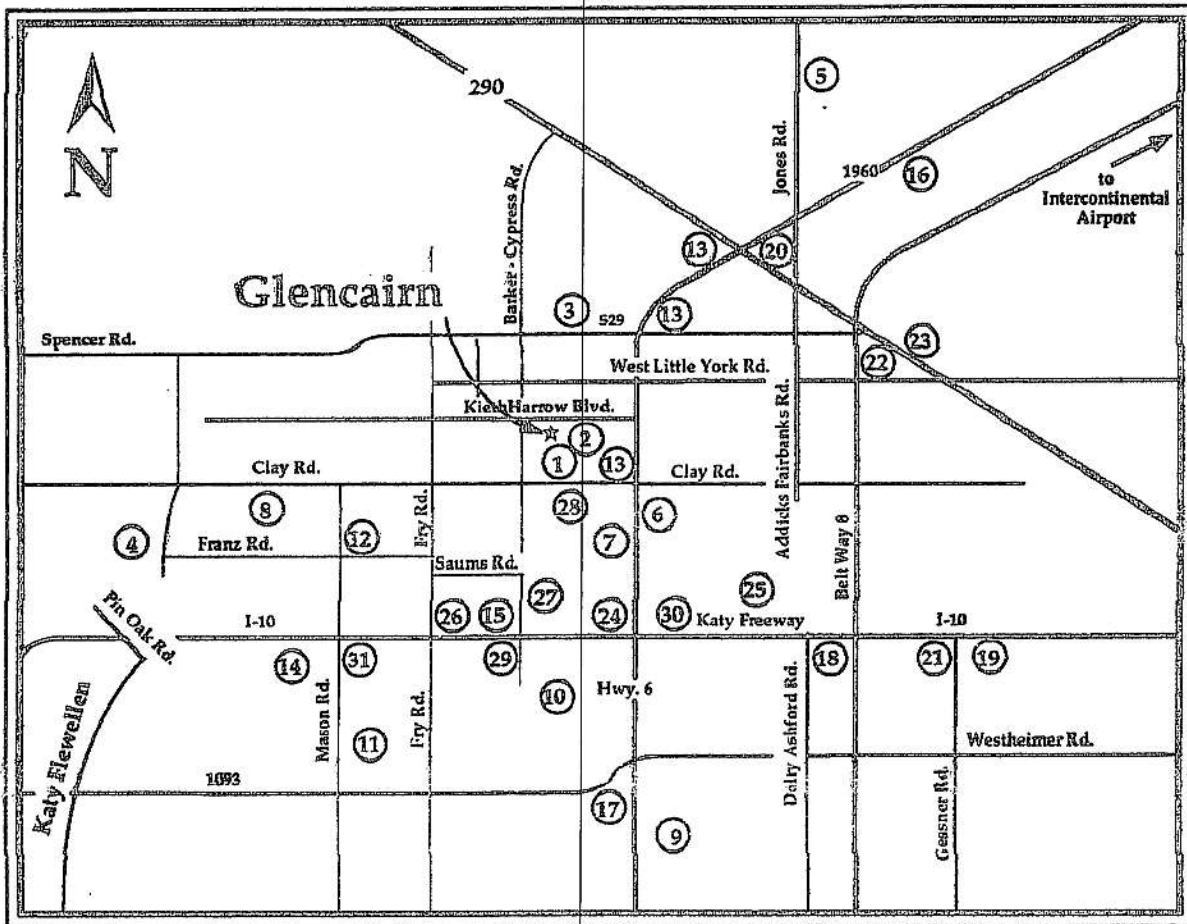 290
5
Jones Rd.
1960
16
to
Intercontinental
Airport
N
Barker - Cypress Rd.
13
20
Glencairn
3
529
13
Spencer Rd.
23
22
West Little York Rd.
KiethHarrow Blvd.
Addicks Fairbanks Rd.
2
1
13
Clay Rd.
Clay Rd.
8
28
6
Fry Rd.
4
12
7
Franz Rd.
Saums Rd.
Belt Way 8
25
27
Pin Oak Rd.
26
15
24
30
Katy Freeway
I-10
I-10
14
31
29
18
21
19
Mason Rd.
Fry Rd.
10
Hwy. 6
Dairy Ashford Rd.
11
Westheimer Rd.
Katy Flewellen
1093
17
9
Gessner Rd.